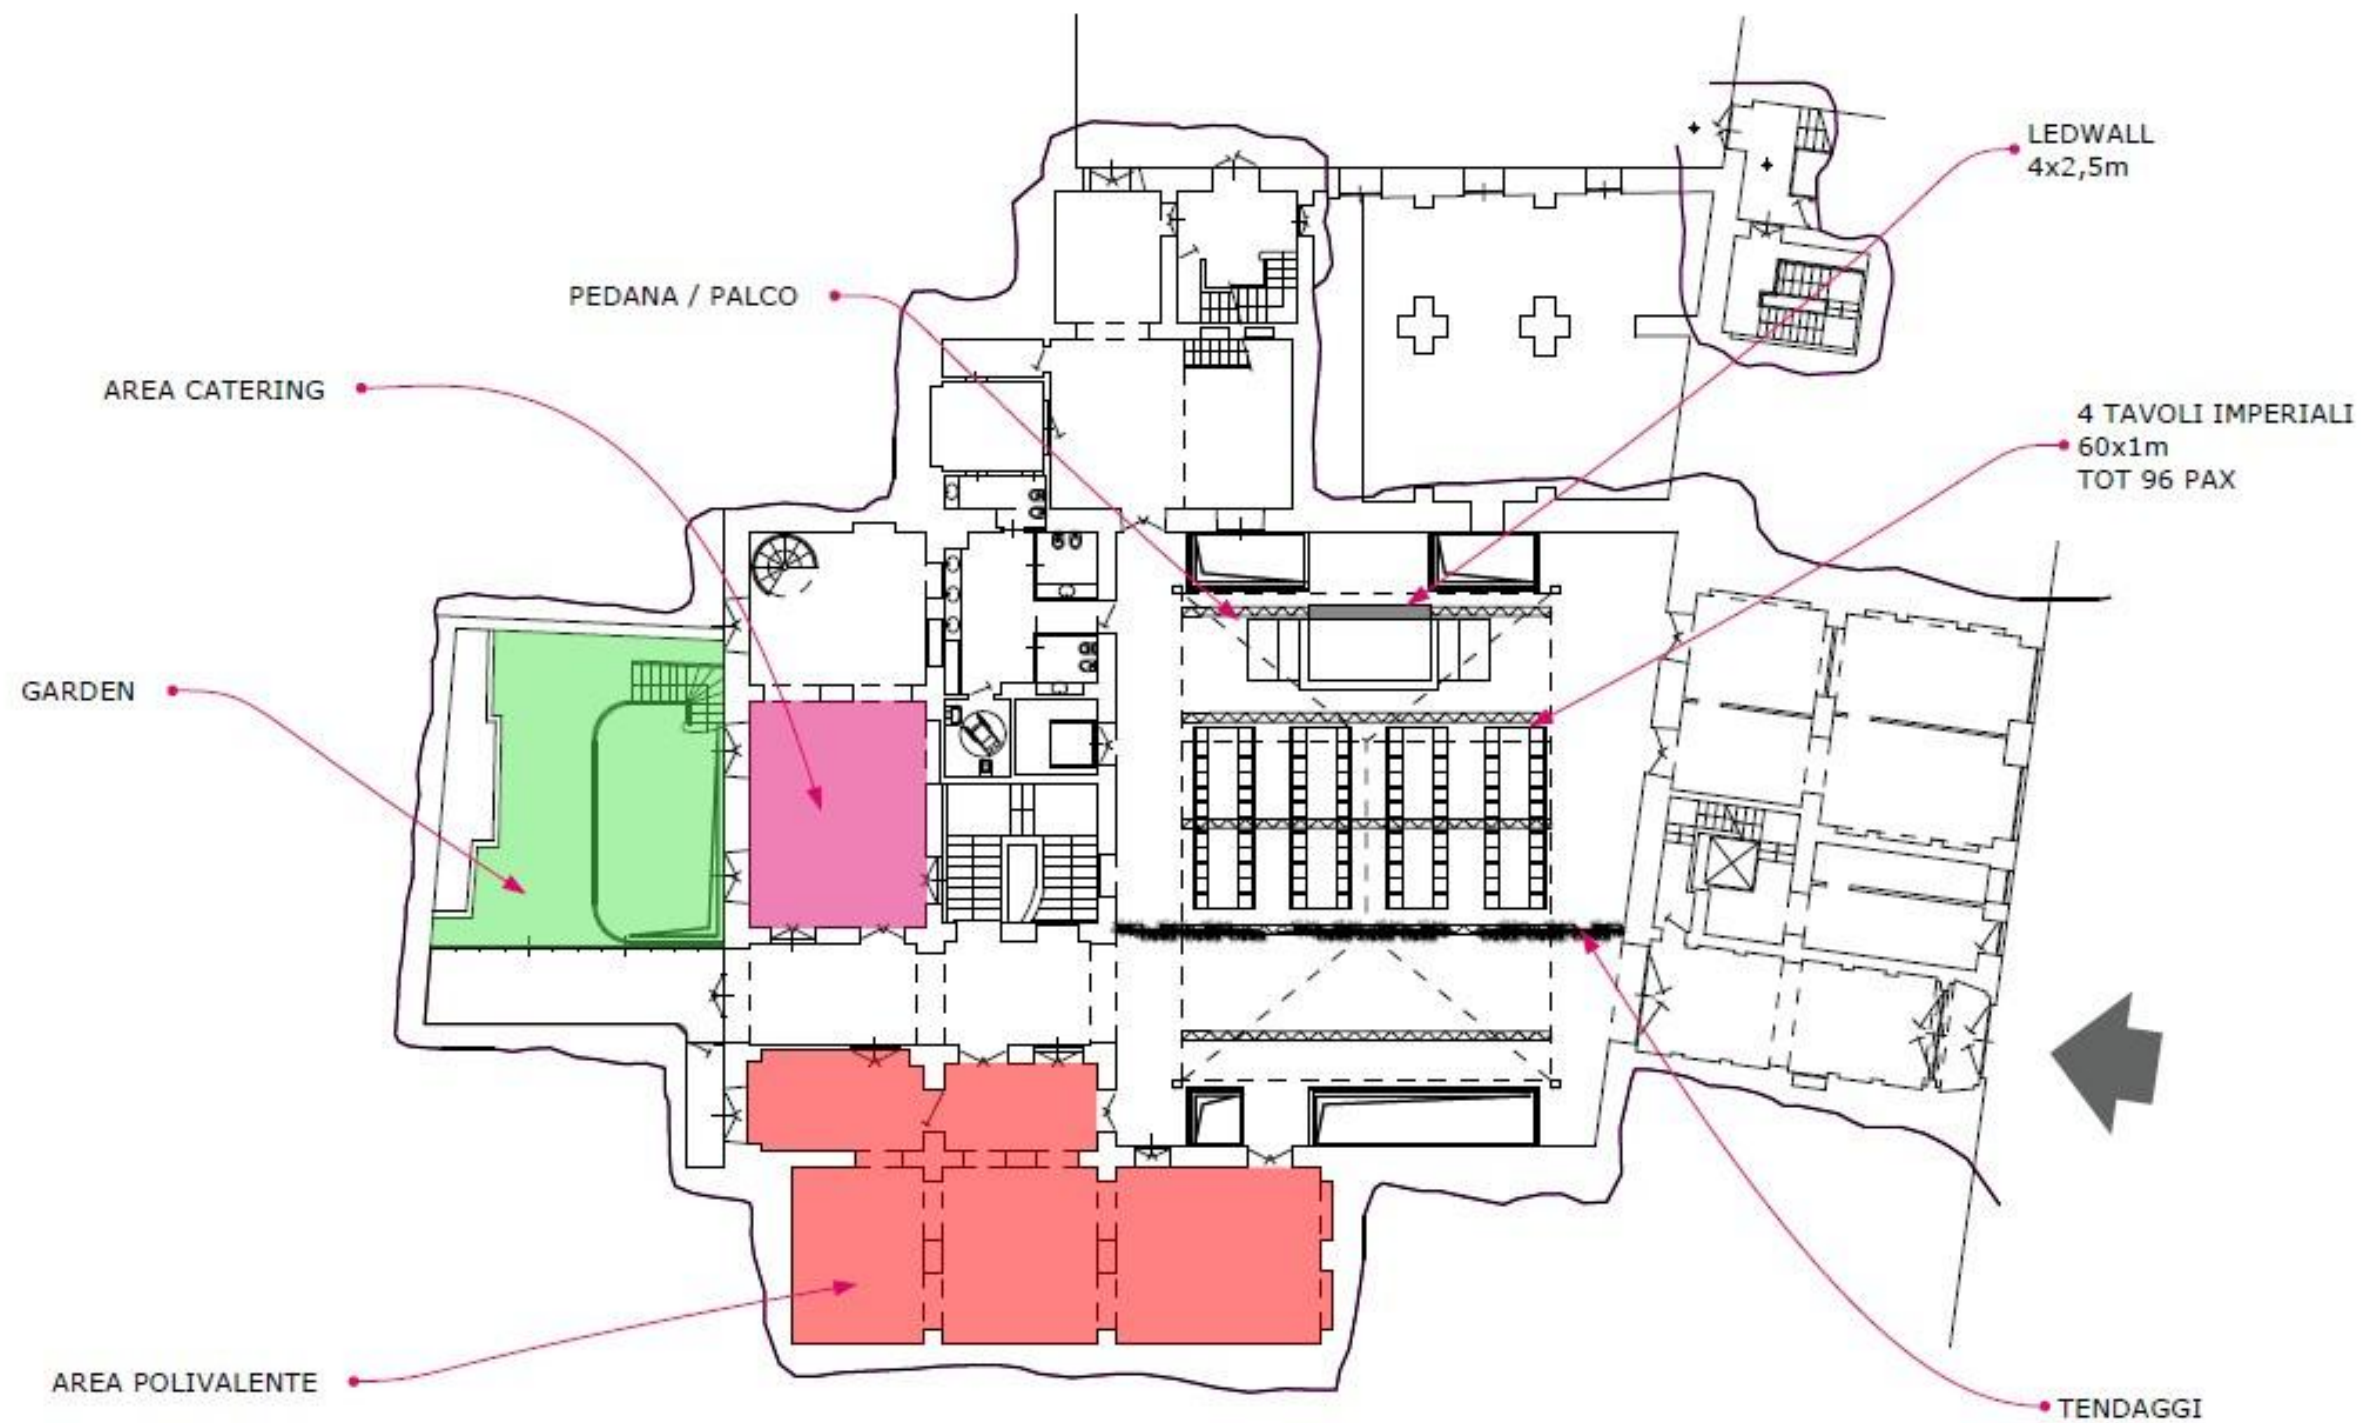 LEDWALL
4x2,5m
PEDANA / PALCO
AREA CATERING
4 TAVOLI IMPERIALI
60x1m
TOT 96 PAX
GARDEN
AREA POLIVALENTE
TENDAGGI